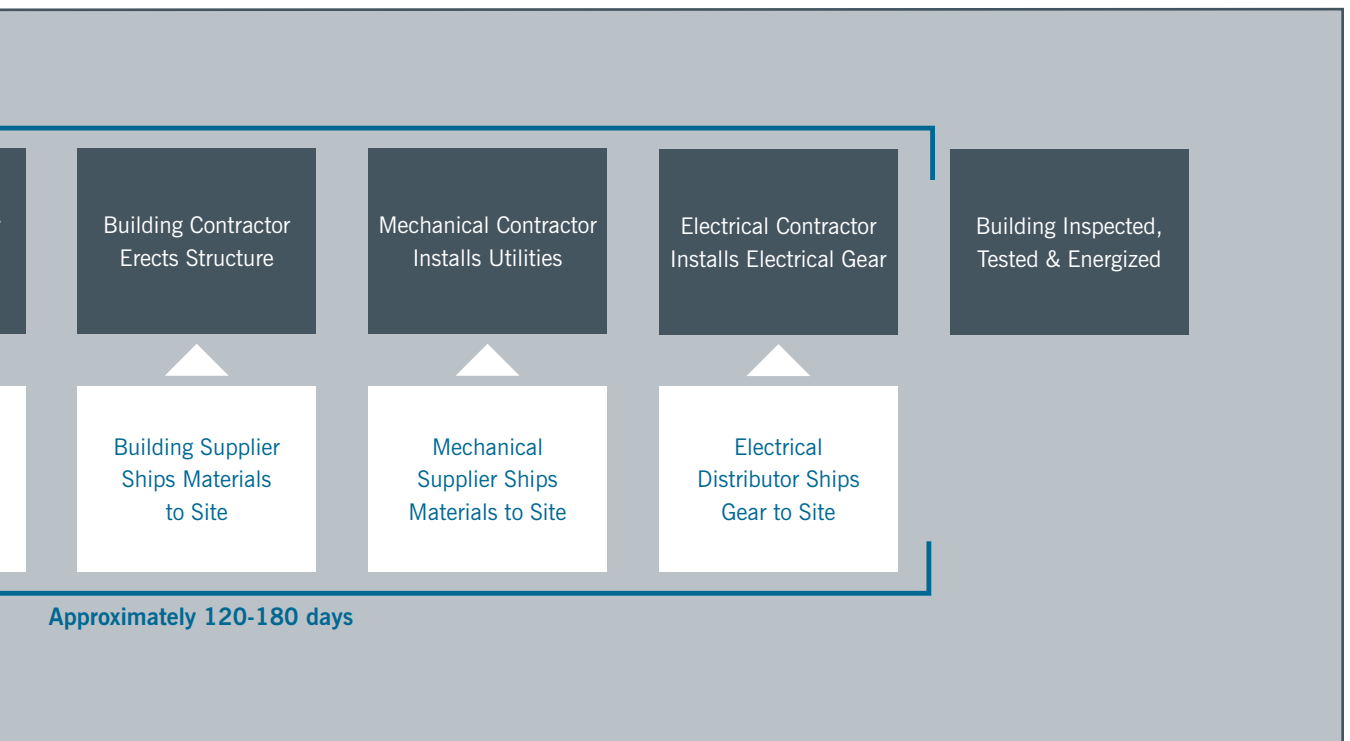 Building Contractor
Erects Structure
Mechanical Contractor
Installs Utilities
Electrical Contractor
Installs Electrical Gear
Building Inspected,
Tested & Energized
Building Supplier
Ships Materials
to Site
Mechanical
Supplier Ships
Materials to Site
Electrical
Distributor Ships
Gear to Site
Approximately 120-180 days